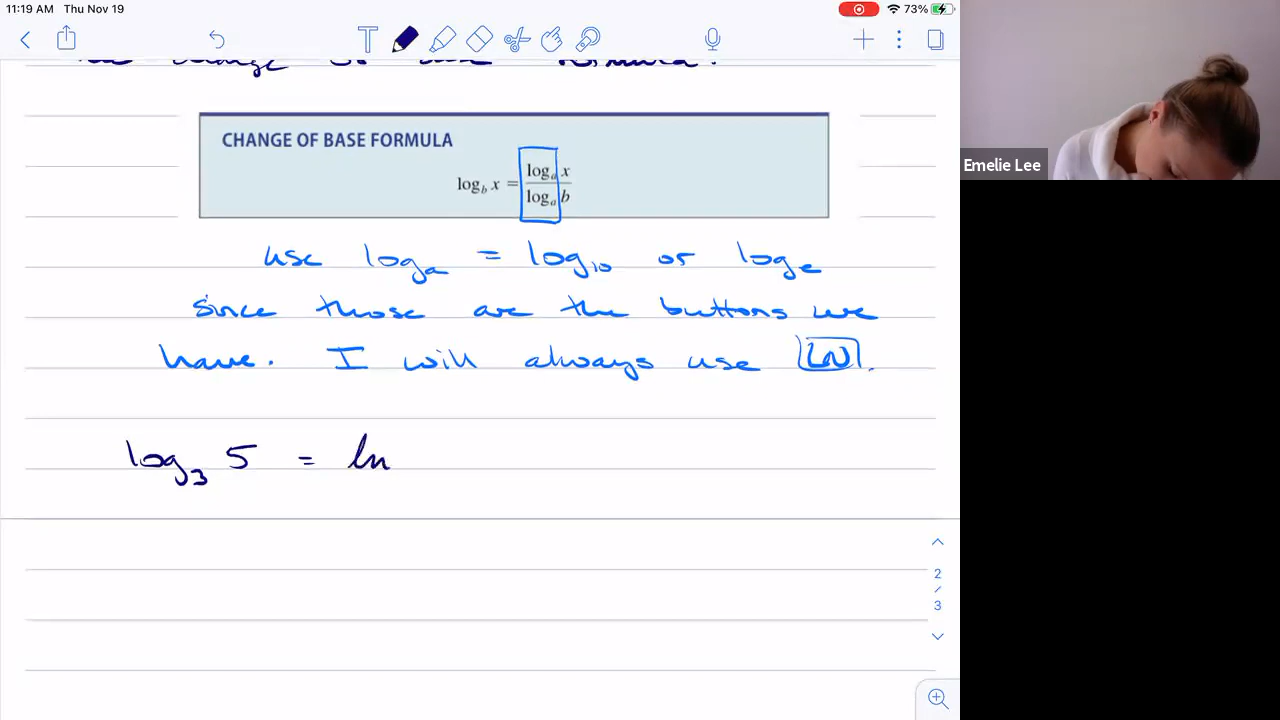 11:19 AM Thu Nov 19
73%
formula.
CHANGE OF BASE FORMULA
log_b x = log_a x / log_a b
Emelie Lee
use log_a = log_10 or log_e
since those are the buttons we
have. I will always use LN.
log_3 5 = ln
2
/
3